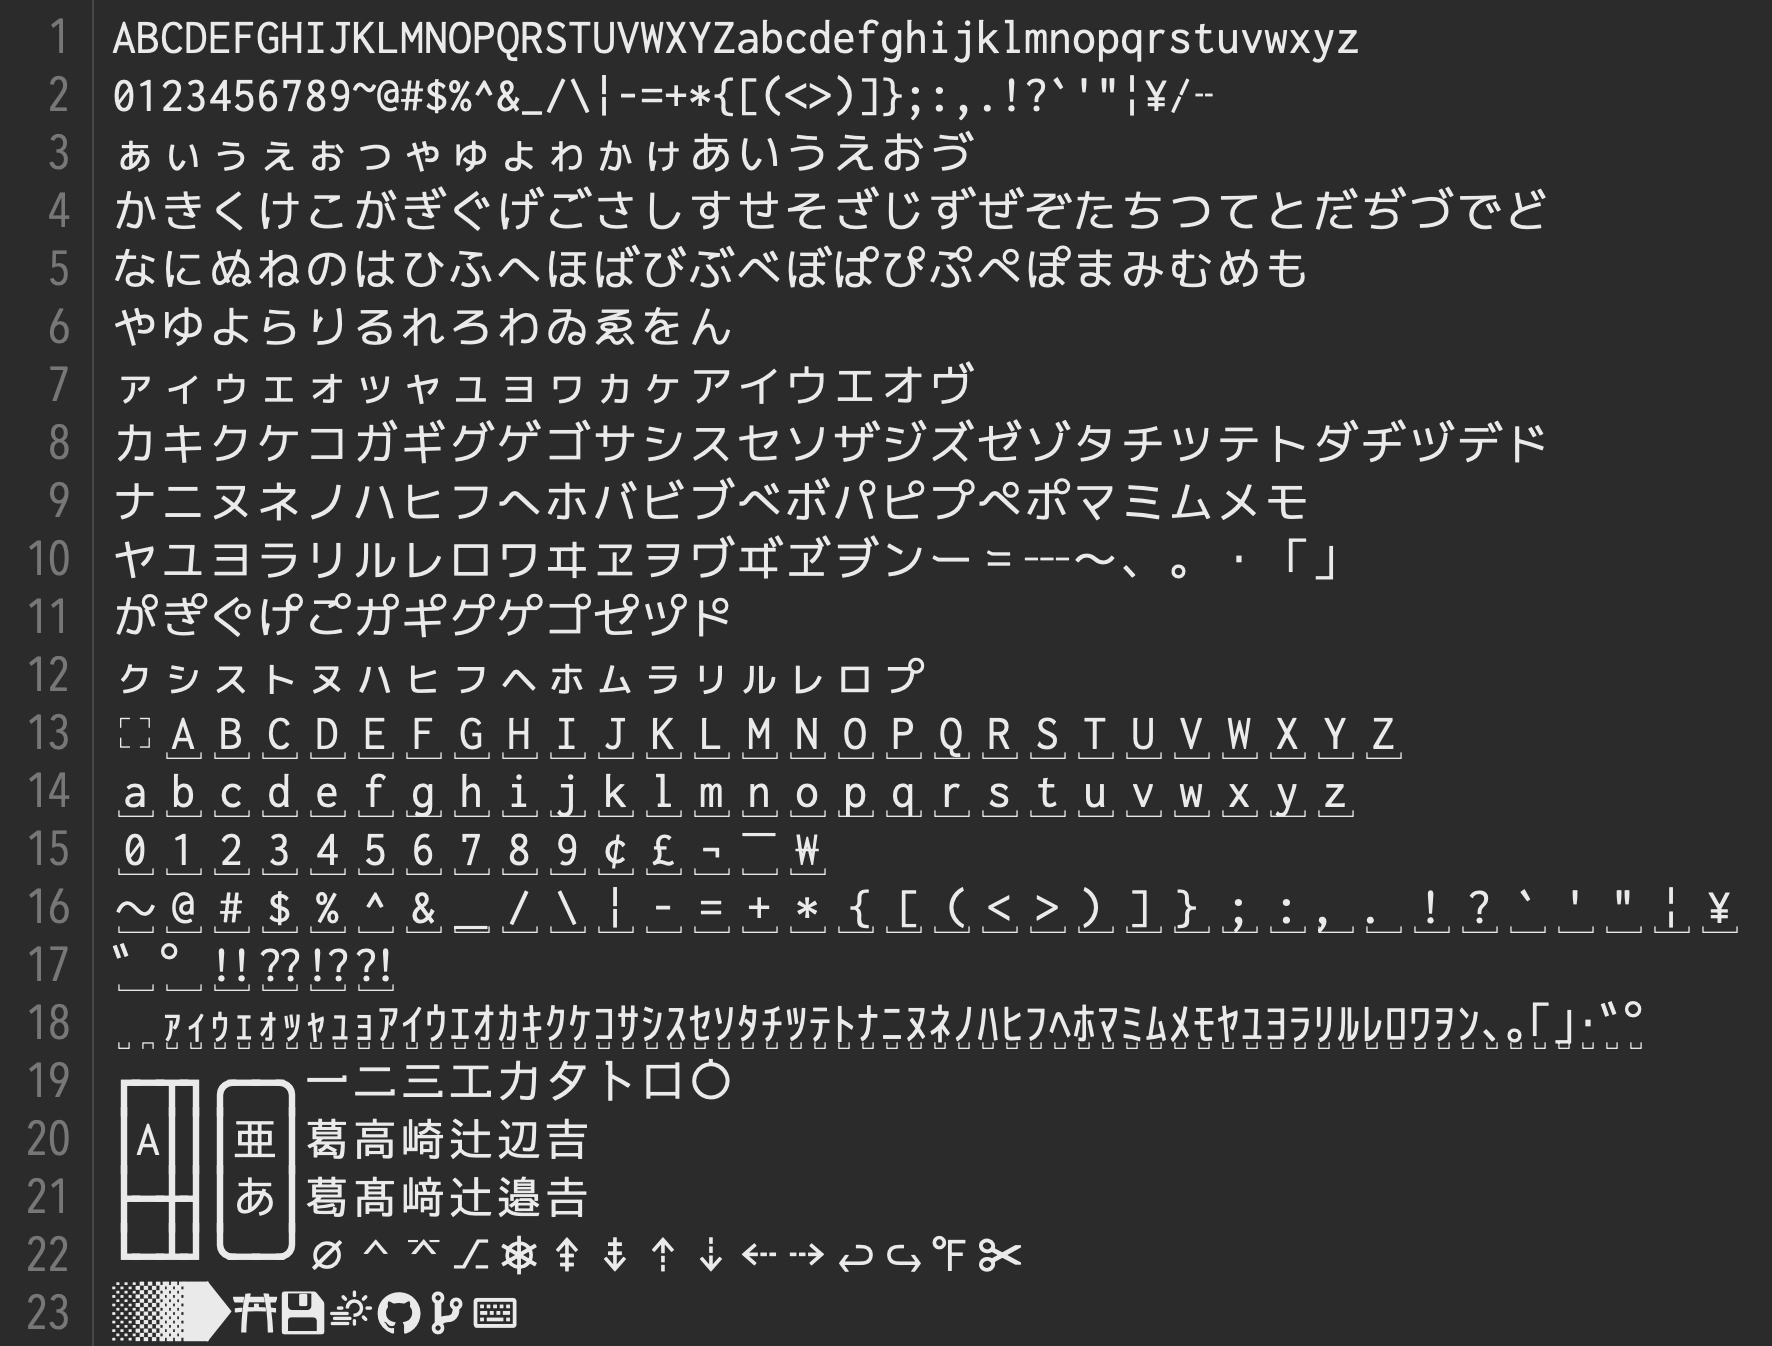 1 ABCDEFGHIJKLMNOPQRSTUVWXYZabcdefghijklmnopqrstuvwxyz
2 0123456789~@#$%^&_/\|-=+*{[(<>)]};:,.!?`'"¦¥/╌
3 ぁぃぅぇぉっゃゅょゎゕゖあいうえおゔ
4 かきくけこがぎぐげごさしすせそざじずぜぞたちつてとだぢづでど
5 なにぬねのはひふへほばびぶべぼぱぴぷぺぽまみむめも
6 やゆよらりるれろわゐゑをん
7 ァィゥェォッャュョヮヵヶアイウエオヴ
8 カキクケコガギグゲゴサシスセソザジズゼゾタチツテトダヂヅデド
9 ナニヌネノハヒフヘホバビブベボパピプペポマミムメモ
10 ヤユヨラリルレロワヰヱヲヷヸヹヺンー゠┄〜、。・「」
11 か゚き゚く゚け゚こ゚カ゚キ゚ク゚ケ゚コ゚セ゚ツ゚ト゚
12 ㇰㇱㇲㇳㇴㇵㇶㇷㇸㇹㇺㇻㇼㇽㇾㇿㇷ゚
13 　ＡＢＣＤＥＦＧＨＩＪＫＬＭＮＯＰＱＲＳＴＵＶＷＸＹＺ
14 ａｂｃｄｅｆｇｈｉｊｋｌｍｎｏｐｑｒｓｔｕｖｗｘｙｚ
15 ０１２３４５６７８９￠￡￢￣￦
16 ～＠＃＄％＾＆＿／＼｜－＝＋＊｛［（＜＞）］｝；：，．！？｀＇＂￤￥
17 ゛゜‼⁇⁉⁈
18 ｧｨｩｪｫｯｬｭｮｱｲｳｴｵｶｷｸｹｺｻｼｽｾｿﾀﾁﾂﾃﾄﾅﾆﾇﾈﾉﾊﾋﾌﾍﾎﾏﾐﾑﾒﾓﾔﾕﾖﾗﾘﾙﾚﾛﾜｦﾝ､｡｢｣･ﾞﾟ
19 一二三工力夕卜口〇
20 A 亜 葛高崎辻辺吉
21 あ 葛髙﨑辻邉𠮷
22 ∅⌃⌤⌥⎈⇞⇟⇡⇣⇠⇢↩↪℉✂
23